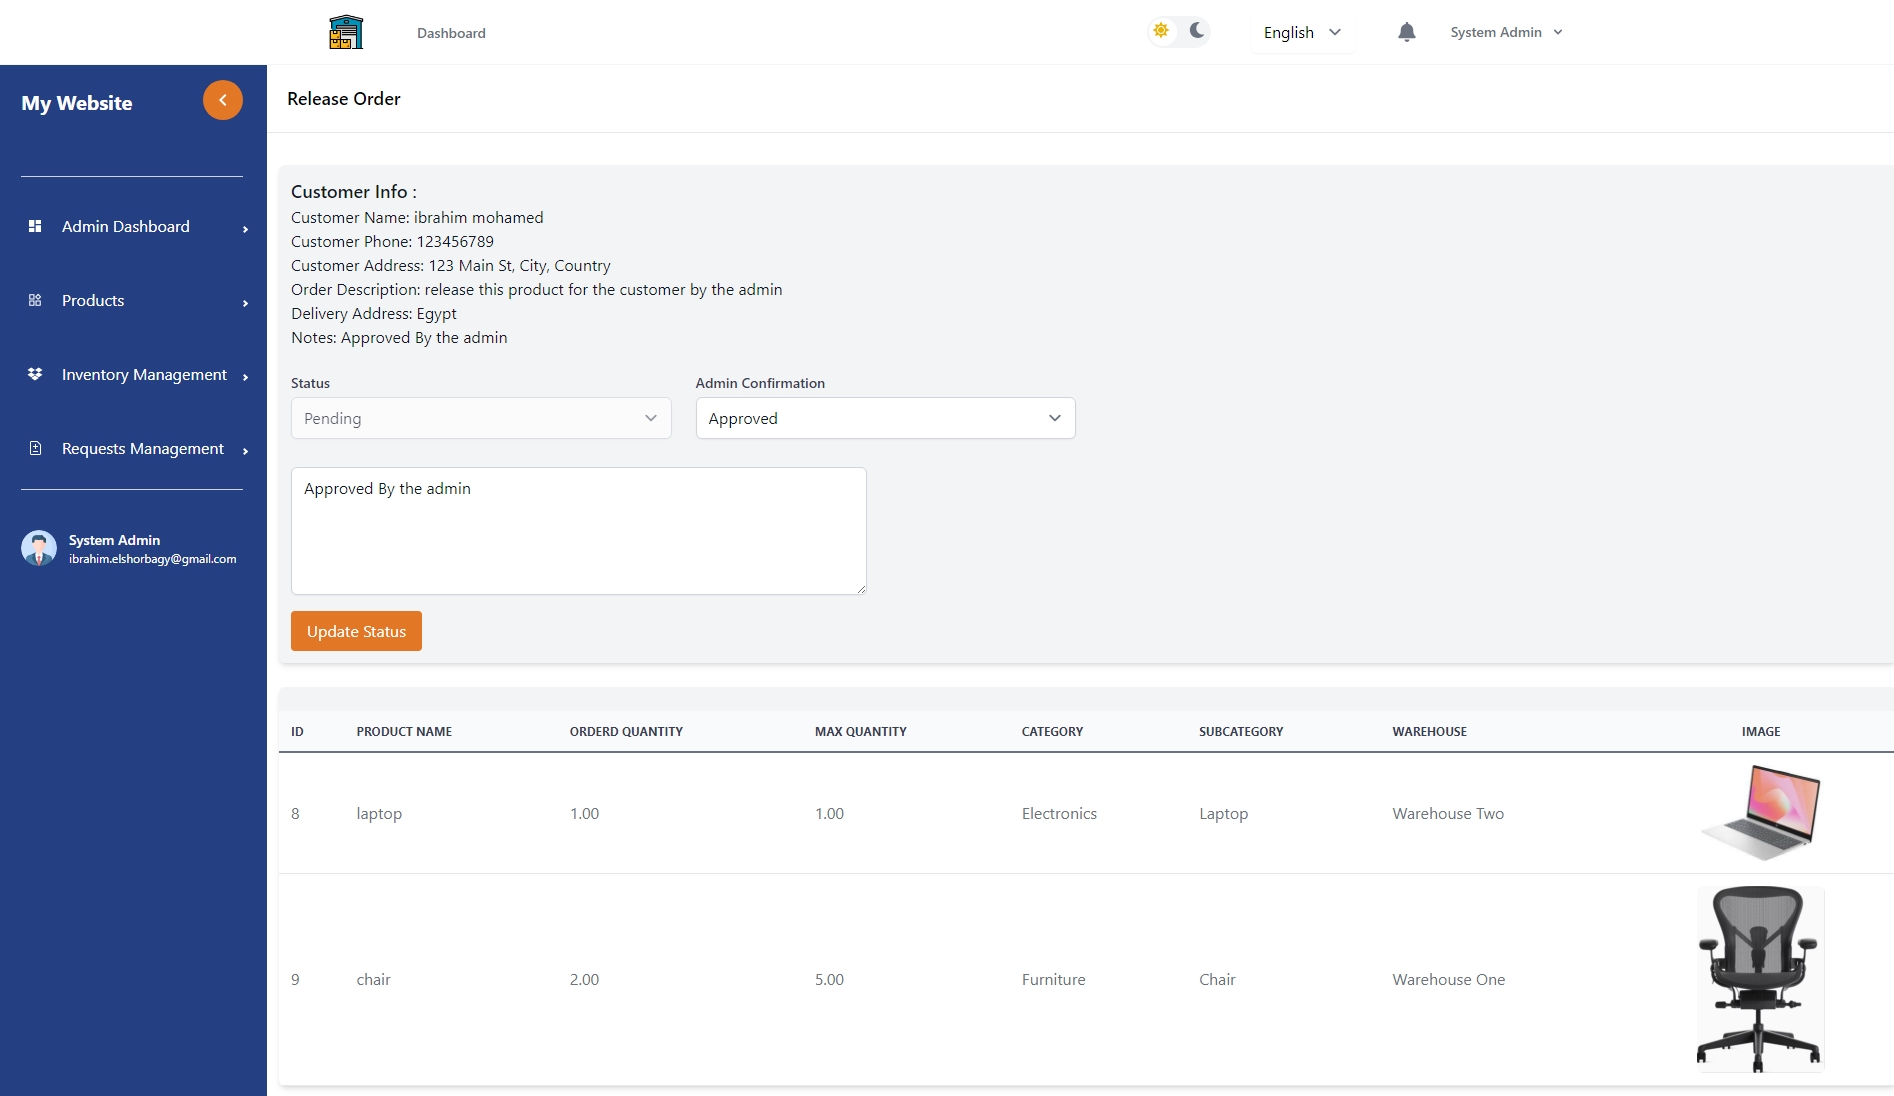 Dashboard
English
System Admin
My Website
Release Order
Admin Dashboard
Products
Inventory Management
Requests Management
System Admin
ibrahim.elshorbagy@gmail.com
Customer Info :
Customer Name: ibrahim mohamed
Customer Phone: 123456789
Customer Address: 123 Main St, City, Country
Order Description: release this product for the customer by the admin
Delivery Address: Egypt
Notes: Approved By the admin
Status
Admin Confirmation
Pending
Approved
Approved By the admin
Update Status
ID PRODUCT NAME ORDERD QUANTITY MAX QUANTITY CATEGORY SUBCATEGORY WAREHOUSE IMAGE
8 laptop 1.00 1.00 Electronics Laptop Warehouse Two
9 chair 2.00 5.00 Furniture Chair Warehouse One